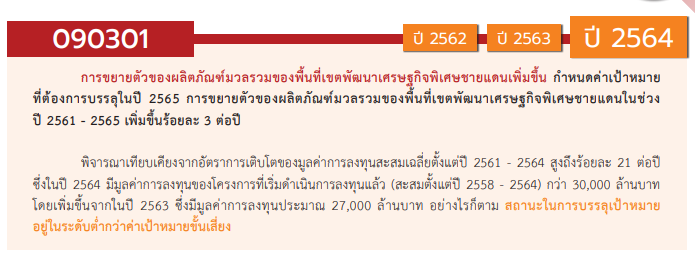 090301
ปี 2562
ปี 2563
ปี 2564
การขยายตัวของผลิตภัณฑ์มวลรวมของพื้นที่เขตพัฒนาเศรษฐกิจพิเศษชายแดนเพิ่มขึ้น กำหนดค่าเป้าหมาย
ที่ต้องการบรรลุในปี 2565 การขยายตัวของผลิตภัณฑ์มวลรวมของพื้นที่เขตพัฒนาเศรษฐกิจพิเศษชายแดนในช่วง
ปี 2561 - 2565 เพิ่มขึ้นร้อยละ 3 ต่อปี
พิจารณาเทียบเคียงจากอัตราการเติบโตของมูลค่าการลงทุนสะสมเฉลี่ยตั้งแต่ปี 2561 - 2564 สูงถึงร้อยละ 21 ต่อปี
ซึ่งในปี 2564 มีมูลค่าการลงทุนของโครงการที่เริ่มดำเนินการลงทุนแล้ว (สะสมตั้งแต่ปี 2558 - 2564) กว่า 30,000 ล้านบาท
โดยเพิ่มขึ้นจากในปี 2563 ซึ่งมีมูลค่าการลงทุนประมาณ 27,000 ล้านบาท อย่างไรก็ตาม สถานะในการบรรลุเป้าหมาย
อยู่ในระดับต่ำกว่าค่าเป้าหมายขั้นเสี่ยง